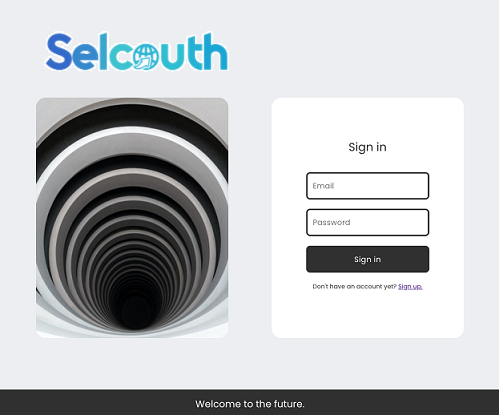 Selcouth
Sign in
Email
Password
Sign in
Don't have an account yet? Sign up.
Welcome to the future.